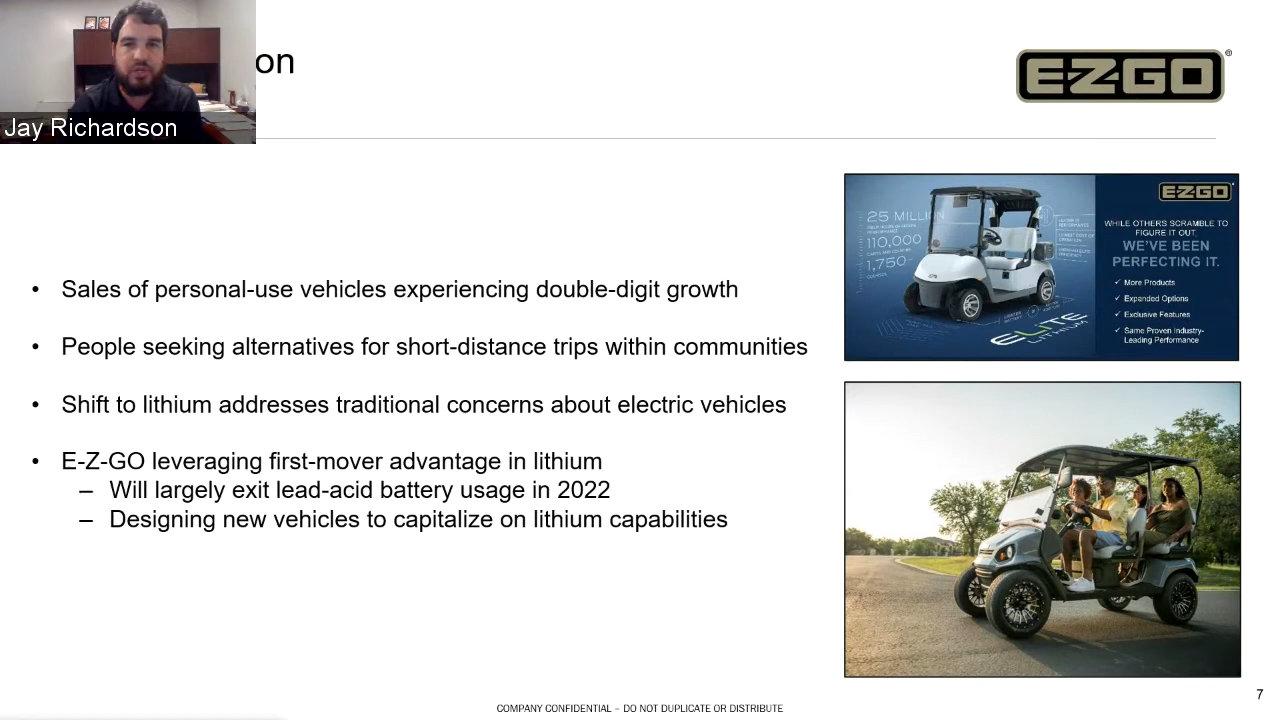 on
EZGO
®
Jay Richardson
• Sales of personal-use vehicles experiencing double-digit growth
• People seeking alternatives for short-distance trips within communities
• Shift to lithium addresses traditional concerns about electric vehicles
• E-Z-GO leveraging first-mover advantage in lithium
– Will largely exit lead-acid battery usage in 2022
– Designing new vehicles to capitalize on lithium capabilities
25 MILLION
110,000
1,750
ELiTE
LITHIUM
E-Z-GO
WHILE OTHERS SCRAMBLE TO
FIGURE IT OUT,
WE'VE BEEN
PERFECTING IT.
✓ More Products
✓ Expanded Options
✓ Exclusive Features
✓ Same Proven Industry-
Leading Performance
7
COMPANY CONFIDENTIAL – DO NOT DUPLICATE OR DISTRIBUTE